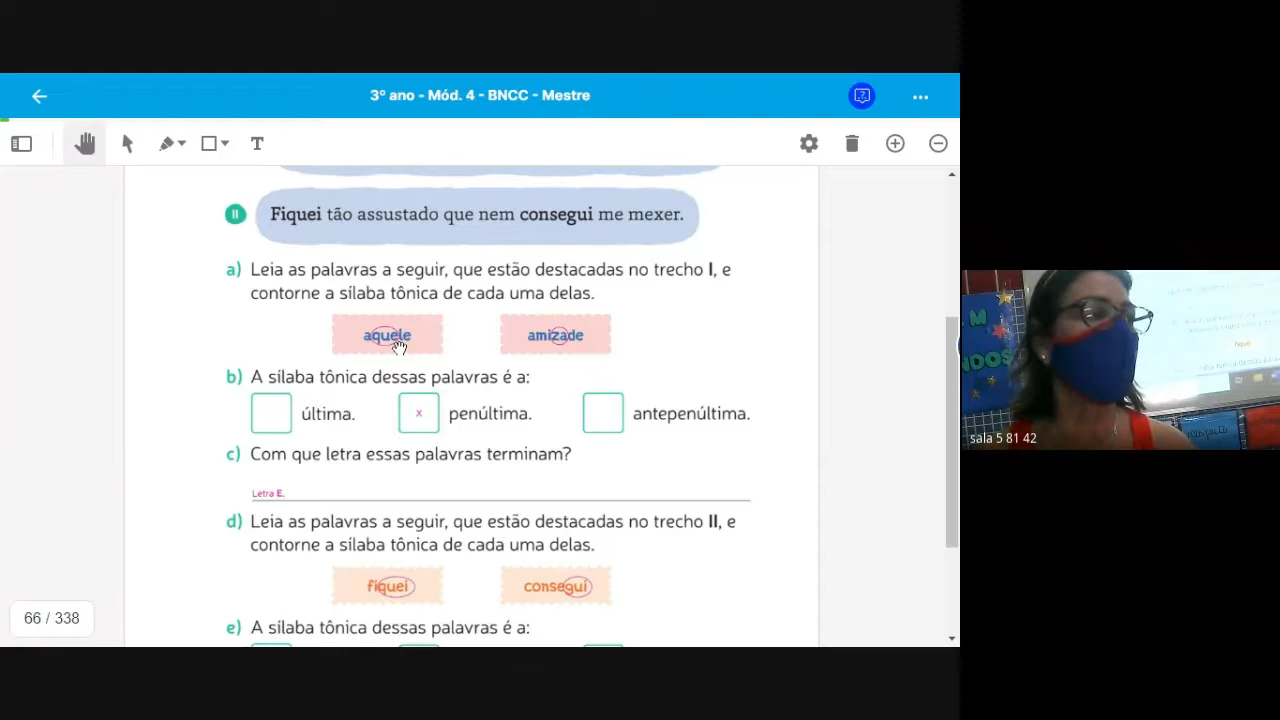 3º ano - Mód. 4 - BNCC - Mestre
T
II
Fiquei tão assustado que nem consegui me mexer.
a) Leia as palavras a seguir, que estão destacadas no trecho I, e
contorne a sílaba tônica de cada uma delas.
aquele amizade
b) A sílaba tônica dessas palavras é a:
última. x penúltima. antepenúltima.
c) Com que letra essas palavras terminam?
Letra E.
d) Leia as palavras a seguir, que estão destacadas no trecho II, e
contorne a sílaba tônica de cada uma delas.
fiquei consegui
e) A sílaba tônica dessas palavras é a:
66 / 338
sala 5 81 42